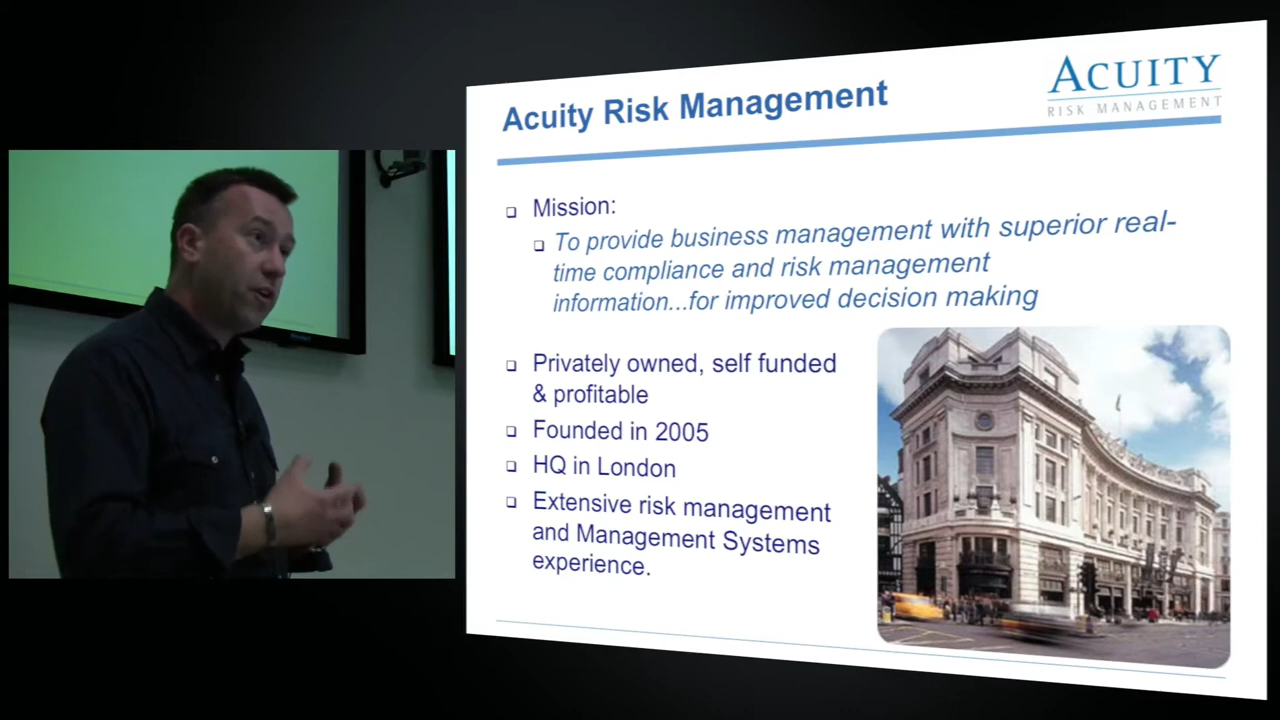 Acuity Risk Management
ACUITY
RISK MANAGEMENT
Mission:
To provide business management with superior real-
time compliance and risk management
information...for improved decision making
Privately owned, self funded
& profitable
Founded in 2005
HQ in London
Extensive risk management
and Management Systems
experience.